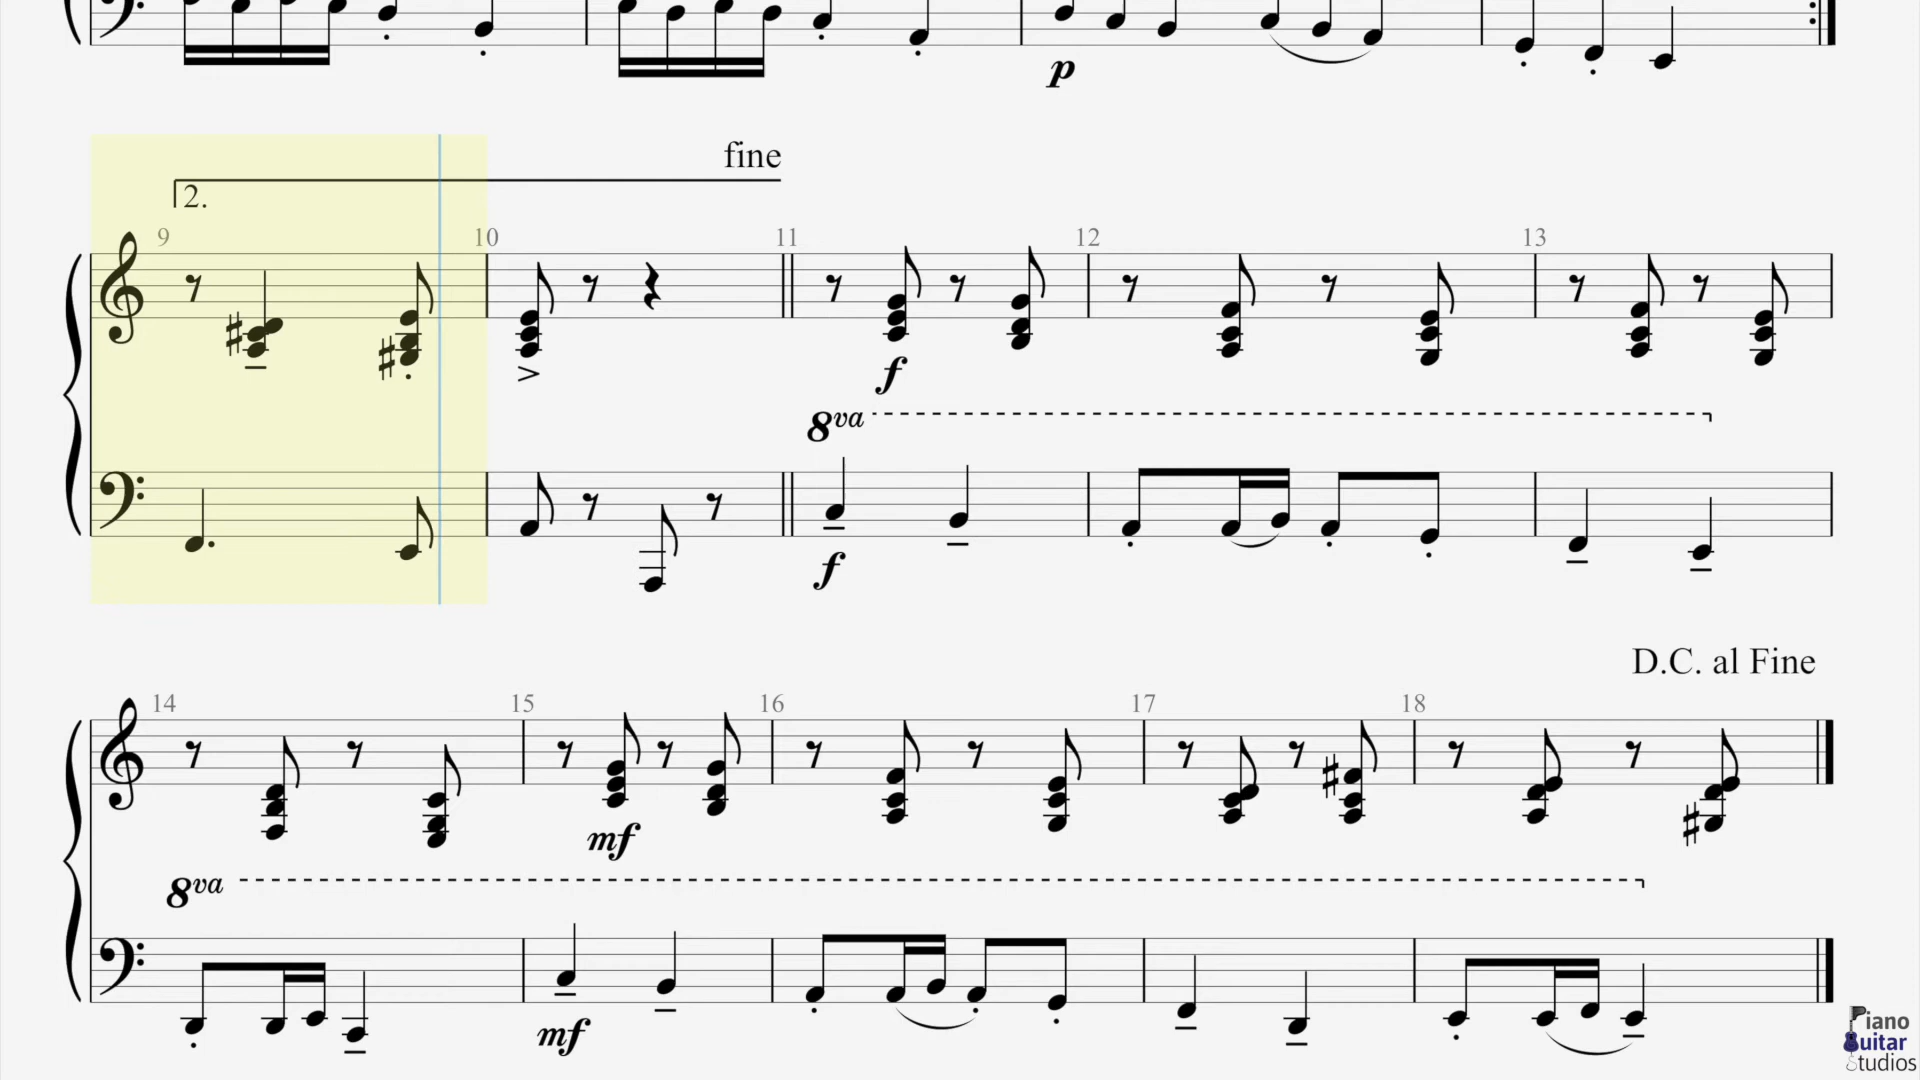 p
fine
2.
9 10 11 12 13
f
8va
f
D.C. al Fine
14 15 16 17 18
mf
8va
mf
Piano
Guitar
Studios